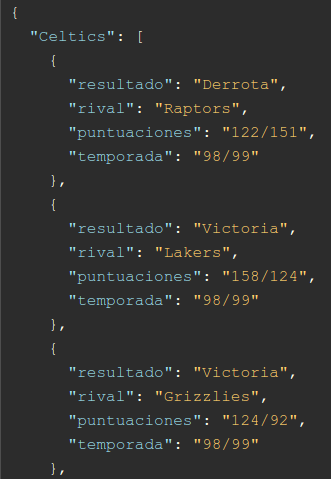 {
"Celtics": [
{
"resultado": "Derrota",
"rival": "Raptors",
"puntuaciones": "122/151",
"temporada": "98/99"
},
{
"resultado": "Victoria",
"rival": "Lakers",
"puntuaciones": "158/124",
"temporada": "98/99"
},
{
"resultado": "Victoria",
"rival": "Grizzlies",
"puntuaciones": "124/92",
"temporada": "98/99"
},